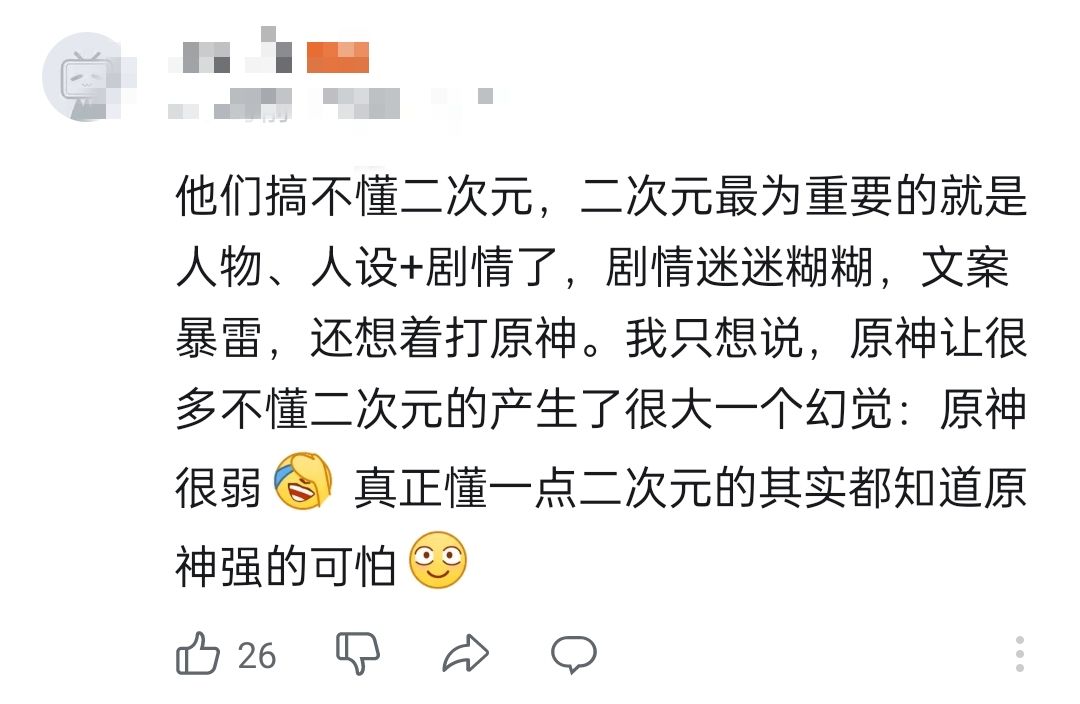 他们搞不懂二次元，二次元最为重要的就是
人物、人设+剧情了，剧情迷迷糊糊，文案
暴雷，还想着打原神。我只想说，原神让很
多不懂二次元的产生了很大一个幻觉：原神
很弱 真正懂一点二次元的其实都知道原
神强的可怕
26